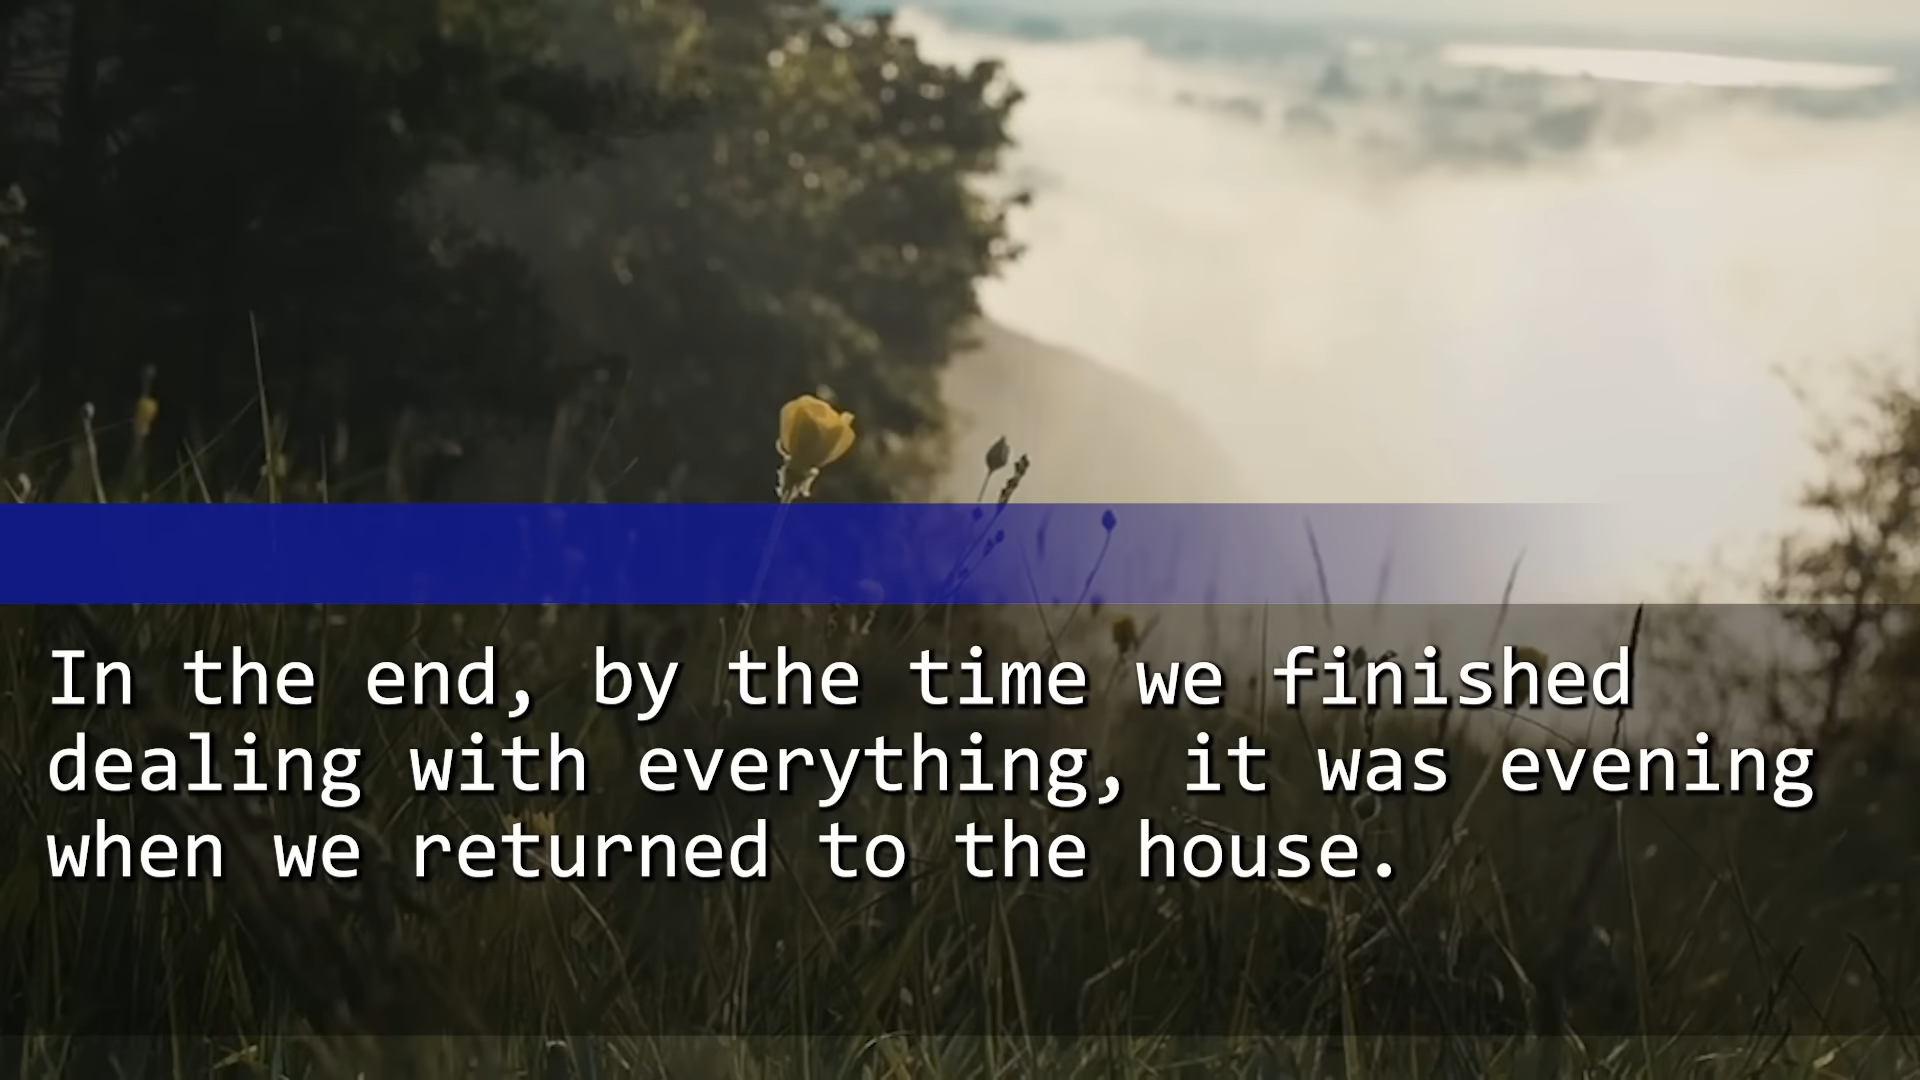 In the end, by the time we finished
dealing with everything, it was evening
when we returned to the house.